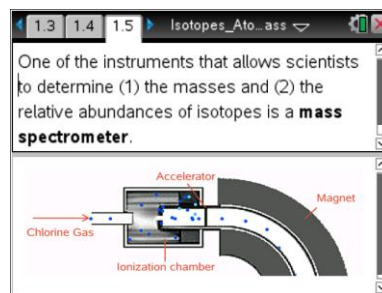 1.3 1.4 1.5 Isotopes_Ato...ass
One of the instruments that allows scientists
to determine (1) the masses and (2) the
relative abundances of isotopes is a mass
spectrometer.
Accelerator
Magnet
Chlorine Gas
Ionization chamber